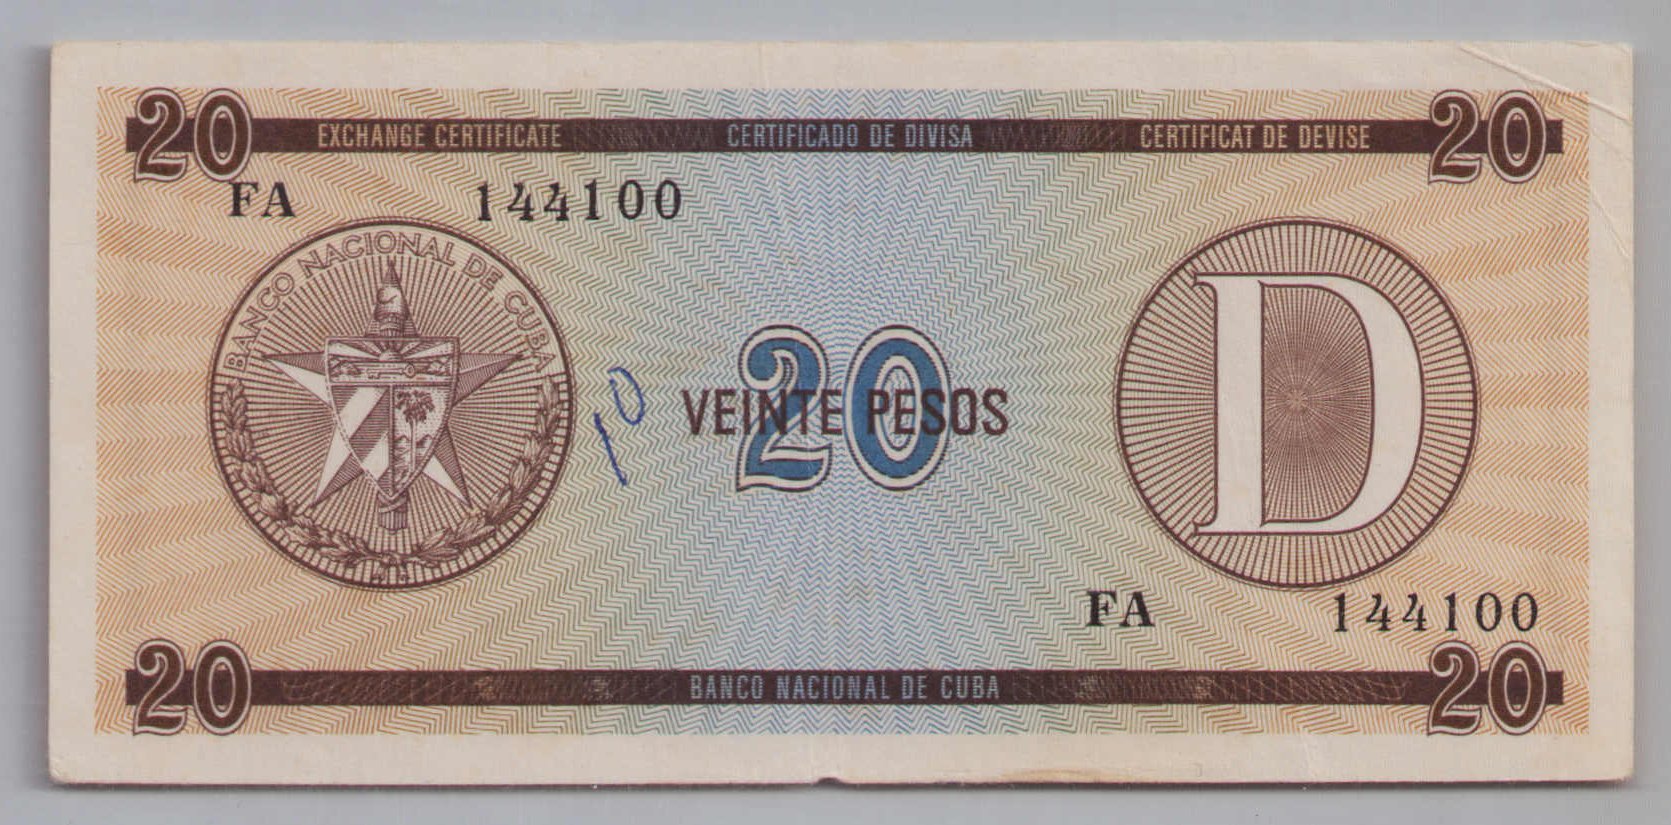 20 EXCHANGE CERTIFICATE CERTIFICADO DE DIVISA CERTIFICAT DE DEVISE 20
FA 144100
BANCO NACIONAL DE CUBA
10
20
VEINTE PESOS
D
FA 144100
20 BANCO NACIONAL DE CUBA 20